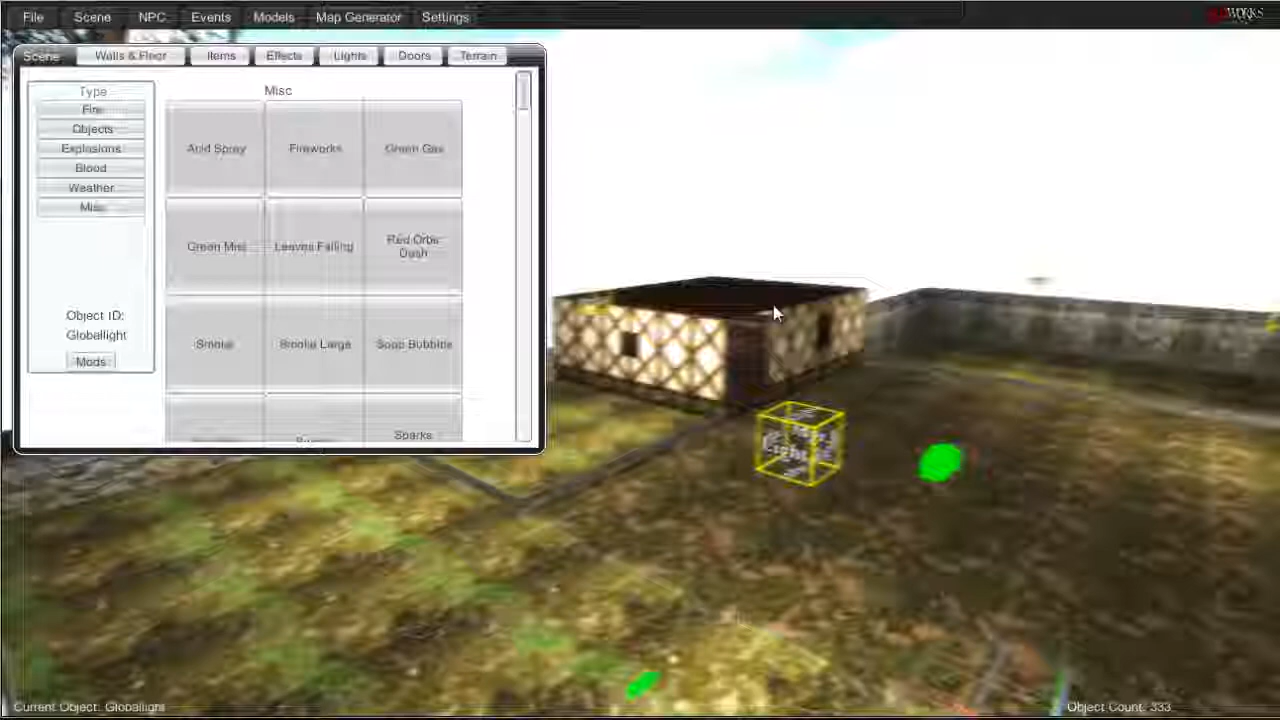 File Scene NPC Events Models Map Generator Settings
Scene Walls & Floor Items Effects Lights Doors Terrain
Type
Fire
Objects
Explosions
Blood
Weather
Misc
Object ID:
Globallight
Mods
Misc
Acid Spray Fireworks Green Gas
Green Mist Leaves Falling Red Orbs
Dash
Smoke Smoke Large Soap Bubbles
Sparks
Light
Current Object: Globallight
Object Count: 333